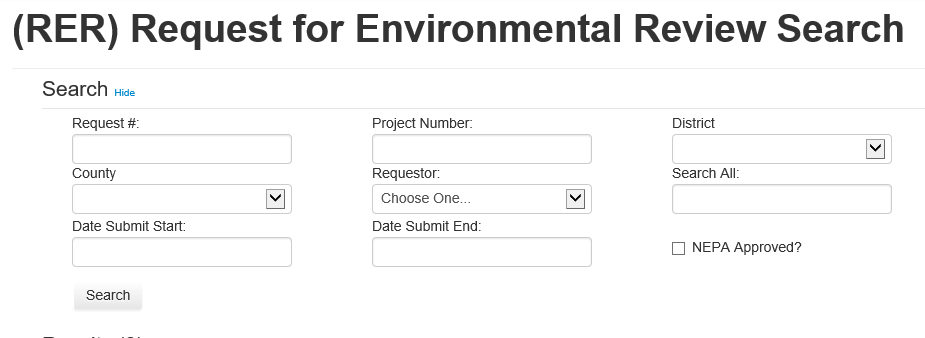 (RER) Request for Environmental Review Search
Search Hide
Request #: Project Number: District
County Requestor: Search All:
Choose One...
Date Submit Start: Date Submit End:
NEPA Approved?
Search